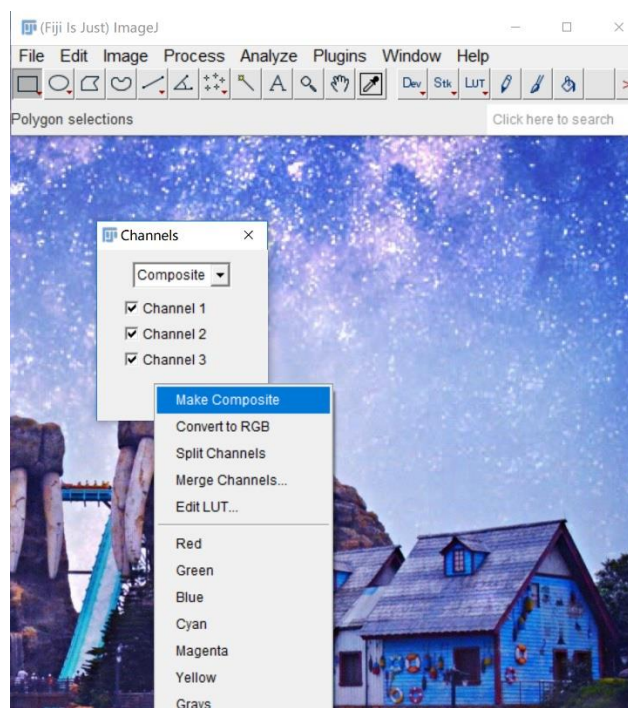 (Fiji Is Just) ImageJ
File Edit Image Process Analyze Plugins Window Help
A Dev Stk LUT
Polygon selections Click here to search
Channels
Composite
Channel 1
Channel 2
Channel 3
Make Composite
Convert to RGB
Split Channels
Merge Channels...
Edit LUT...
Red
Green
Blue
Cyan
Magenta
Yellow
Grays